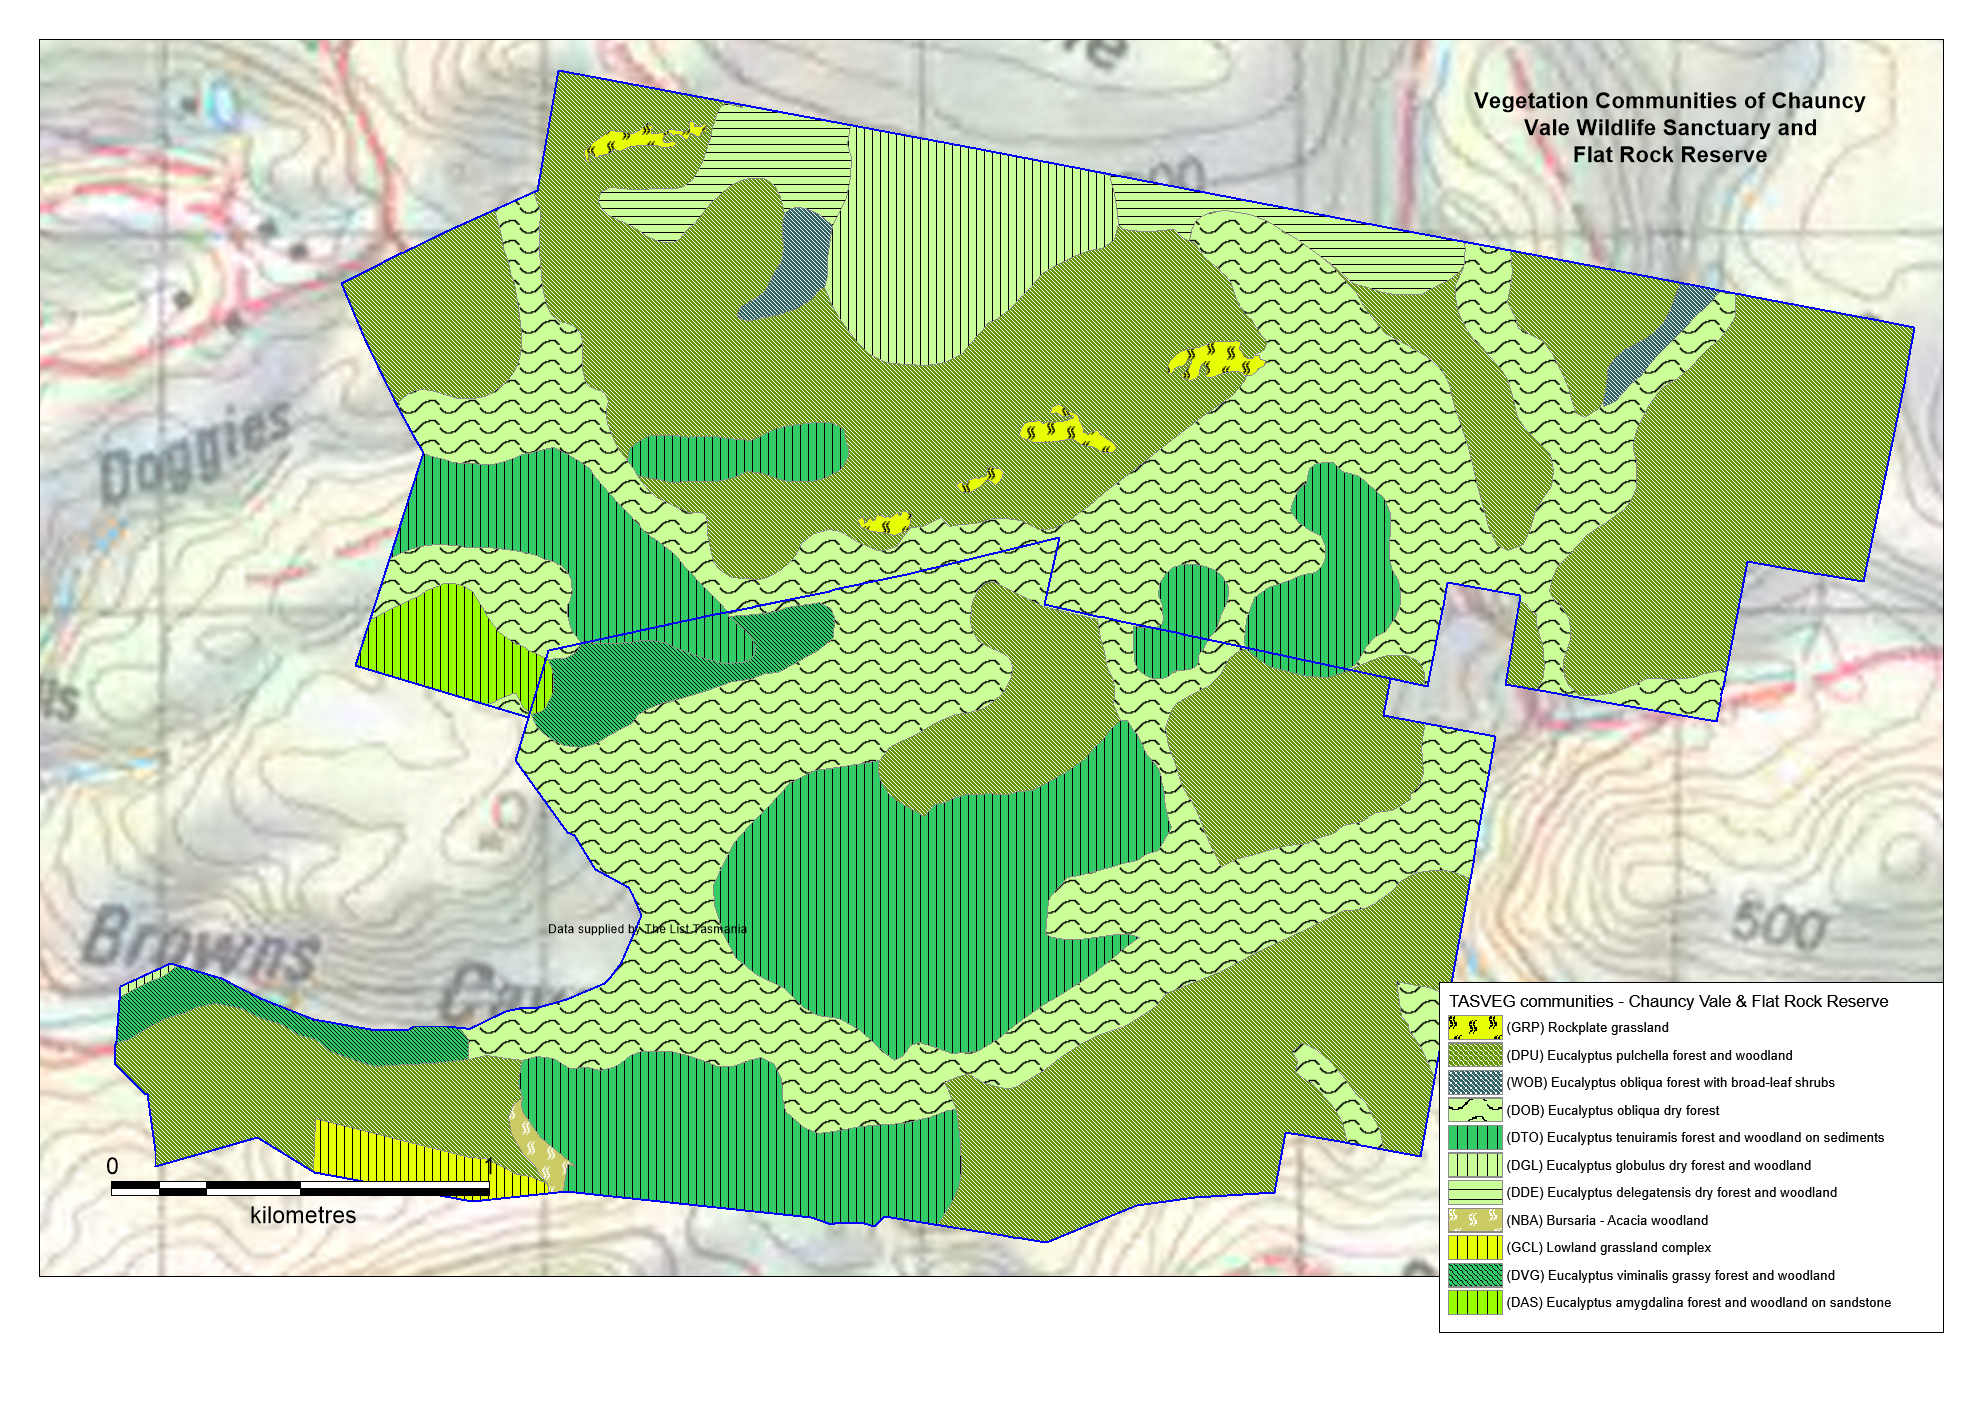 Vegetation Communities of Chauncy
Vale Wildlife Sanctuary and
Flat Rock Reserve
Doggies
Data supplied by The List Tasmania
Browns
500
0
1
kilometres
TASVEG communities - Chauncy Vale & Flat Rock Reserve
(GRP) Rockplate grassland
(DPU) Eucalyptus pulchella forest and woodland
(WOB) Eucalyptus obliqua forest with broad-leaf shrubs
(DOB) Eucalyptus obliqua dry forest
(DTO) Eucalyptus tenuiramis forest and woodland on sediments
(DGL) Eucalyptus globulus dry forest and woodland
(DDE) Eucalyptus delegatensis dry forest and woodland
(NBA) Bursaria - Acacia woodland
(GCL) Lowland grassland complex
(DVG) Eucalyptus viminalis grassy forest and woodland
(DAS) Eucalyptus amygdalina forest and woodland on sandstone